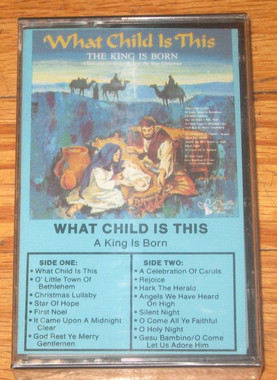 What Child Is This
THE KING IS BORN
WHAT CHILD IS THIS
A King Is Born
SIDE ONE:
•What Child Is This
•O' Little Town Of
Bethlehem
•Christmas Lullaby
•Star Of Hope
•First Noel
•It Came Upon A Midnight
Clear
•God Rest Ye Merry
Gentlemen
SIDE TWO:
•A Celebration Of Carols
•Rejoice
•Hark The Herald
•Angels We Have Heard
On High
•Silent Night
•O Come All Ye Faithful
•O Holy Night
•Gesu Bambino/O Come
Let Us Adore Him